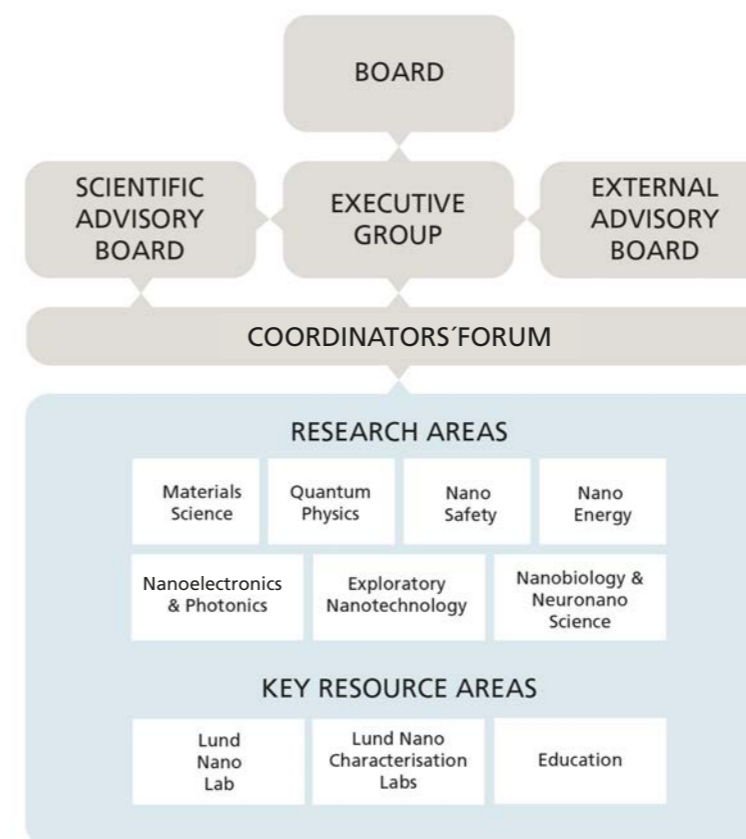 BOARD
SCIENTIFIC
ADVISORY
BOARD
EXECUTIVE
GROUP
EXTERNAL
ADVISORY
BOARD
COORDINATORS´FORUM
RESEARCH AREAS
Materials
Science
Quantum
Physics
Nano
Safety
Nano
Energy
Nanoelectronics
& Photonics
Exploratory
Nanotechnology
Nanobiology &
Neuronano
Science
KEY RESOURCE AREAS
Lund
Nano
Lab
Lund Nano
Characterisation
Labs
Education